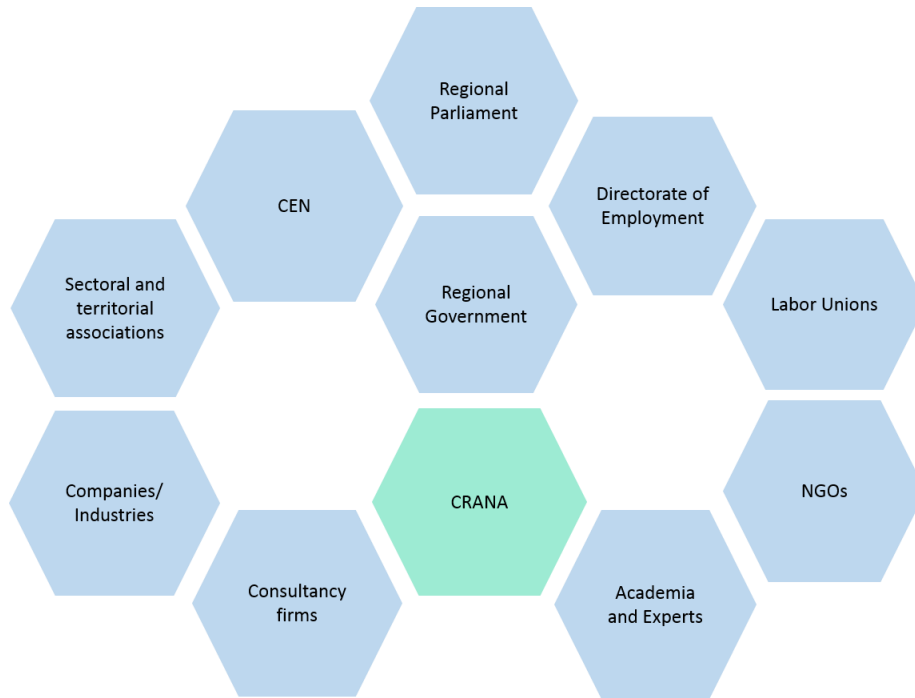 Regional
Parliament
CEN
Directorate of
Employment
Sectoral and
territorial
associations
Regional
Government
Labor Unions
Companies/
Industries
CRANA
NGOs
Consultancy
firms
Academia
and Experts